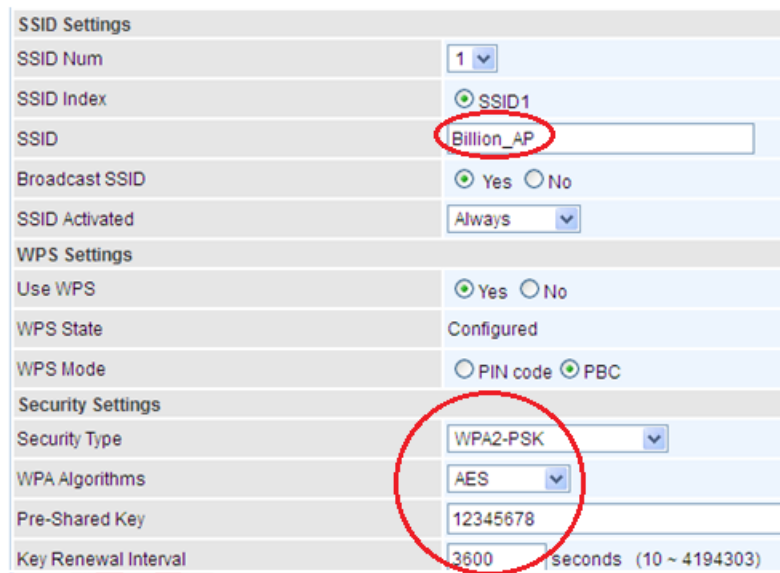 SSID Settings
SSID Num 1
SSID Index SSID1
SSID Billion_AP
Broadcast SSID Yes No
SSID Activated Always
WPS Settings
Use WPS Yes No
WPS State Configured
WPS Mode PIN code PBC
Security Settings
Security Type WPA2-PSK
WPA Algorithms AES
Pre-Shared Key 12345678
Key Renewal Interval 3600 seconds (10 ~ 4194303)